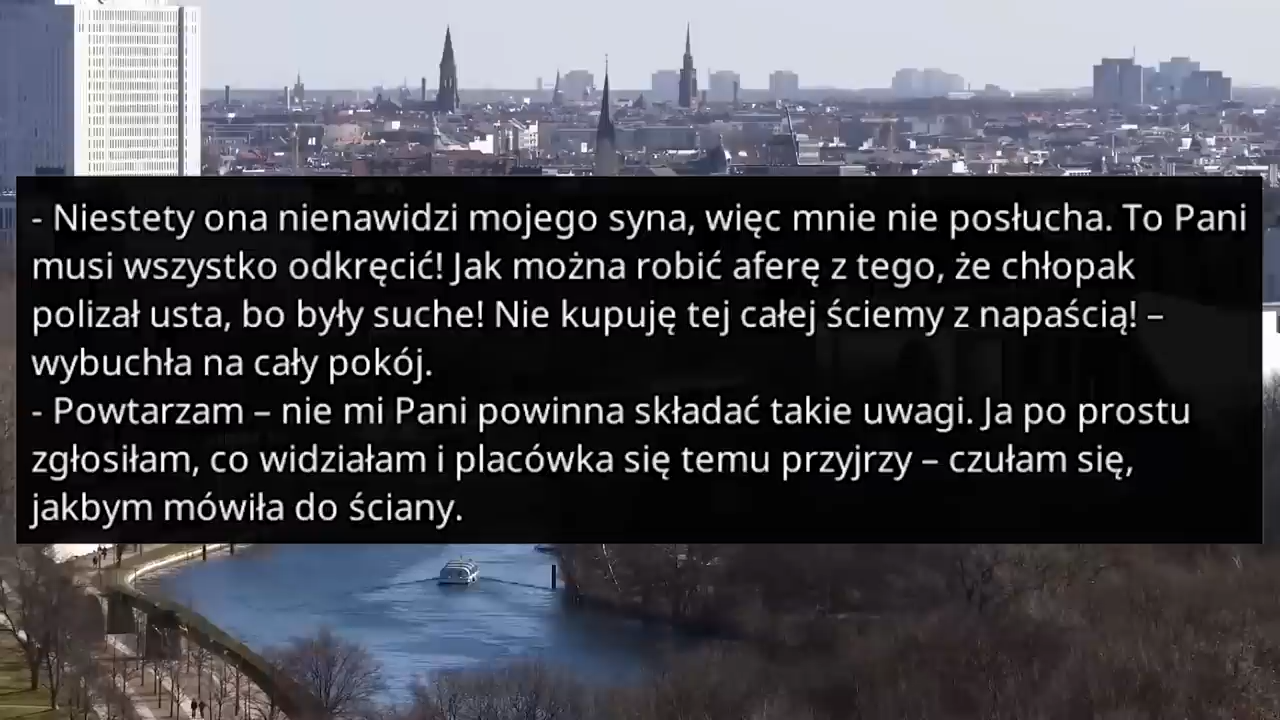 - Niestety ona nienawidzi mojego syna, więc mnie nie posłucha. To Pani
musi wszystko odkręcić! Jak można robić aferę z tego, że chłopak
polizał usta, bo były suche! Nie kupuję tej całej ściemy z napaścią! –
wybuchła na cały pokój.
- Powtarzam – nie mi Pani powinna składać takie uwagi. Ja po prostu
zgłosiłam, co widziałam i placówka się temu przyjrzy – czułam się,
jakbym mówiła do ściany.